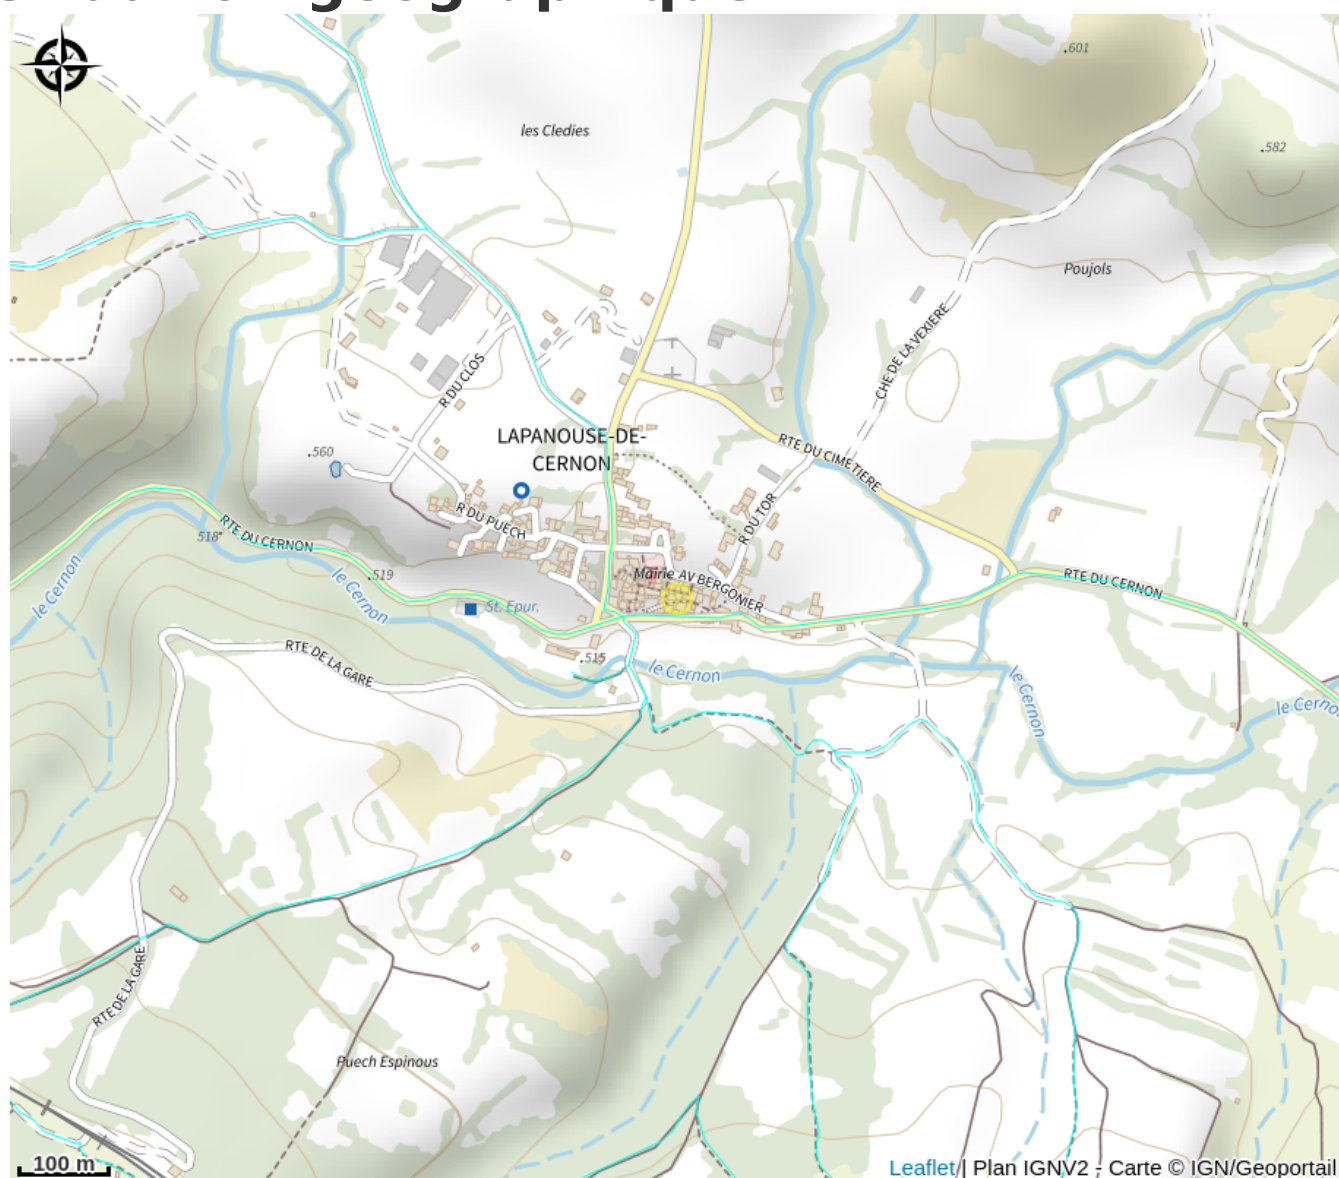 .601
les Cledies
.582
Poujols
CHE DE LA VEXIERE
R DU CLOS
LAPANOUSE-DE-
CERNON
RTE DU CIMETIERE
.560
R DU PUECH
R DU TOR
518
RTE DU CERNON
.519
le Cernon
le Cernon
Mairie
AV BERGONIER
RTE DU CERNON
St. Epur.
RTE DE LA GARE
.515
le Cernon
le Cernon
le Cerno
RTE DE LA GARE
Puech Espinous
100 m
Leaflet | Plan IGNV2 - Carte © IGN/Geoportail